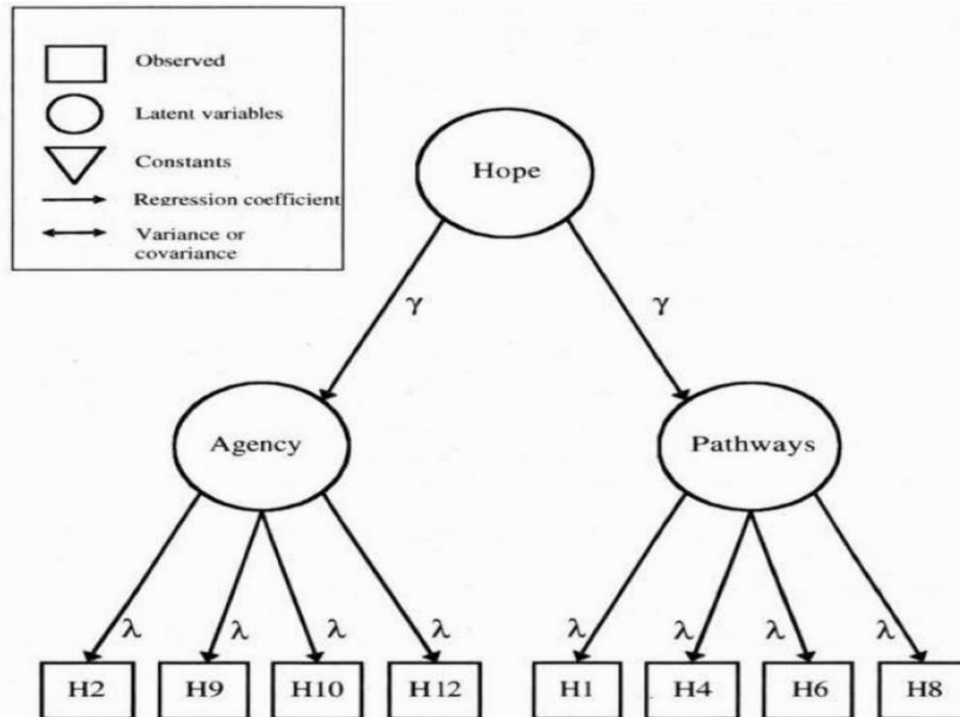 Observed
Latent variables
Constants
Regression coefficient
Variance or
covariance
Hope
γ γ
Agency Pathways
λ λ λ λ λ λ λ λ
H2 H9 H10 H12 H1 H4 H6 H8